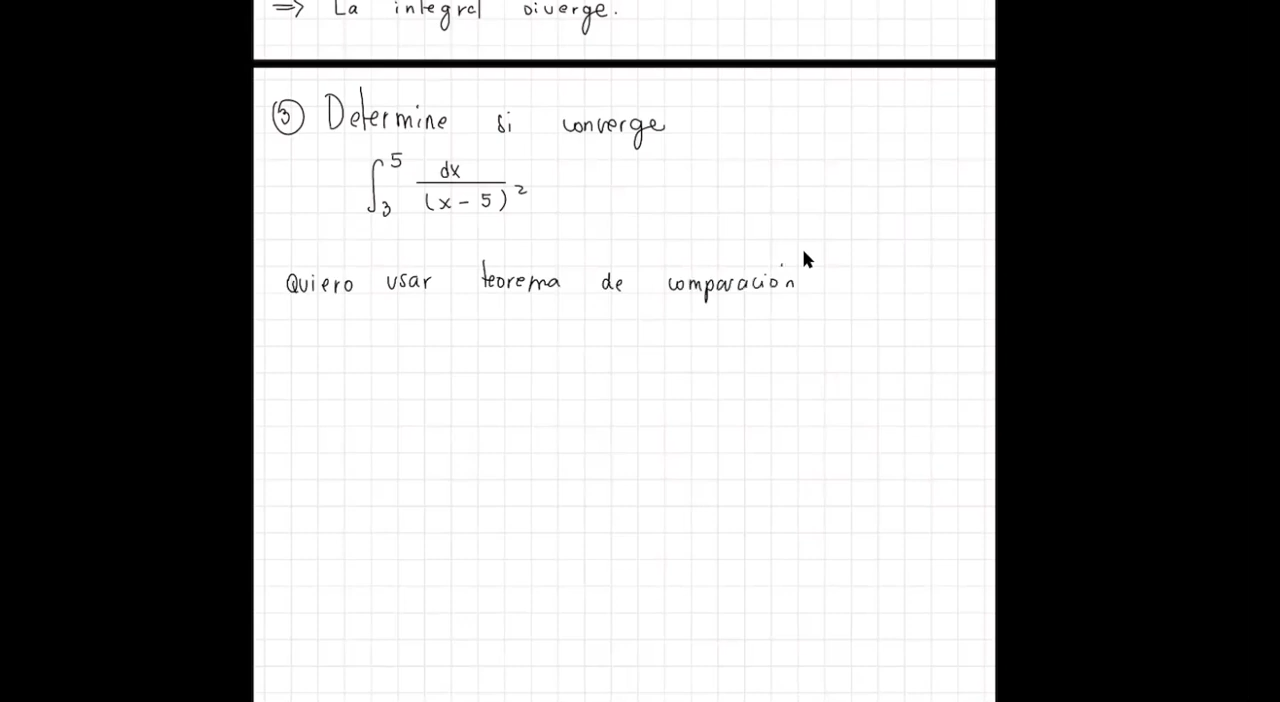 => La integral diverge.
③ Determine si converge
∫₃⁵ dx / (x - 5)²
Quiero usar teorema de comparación